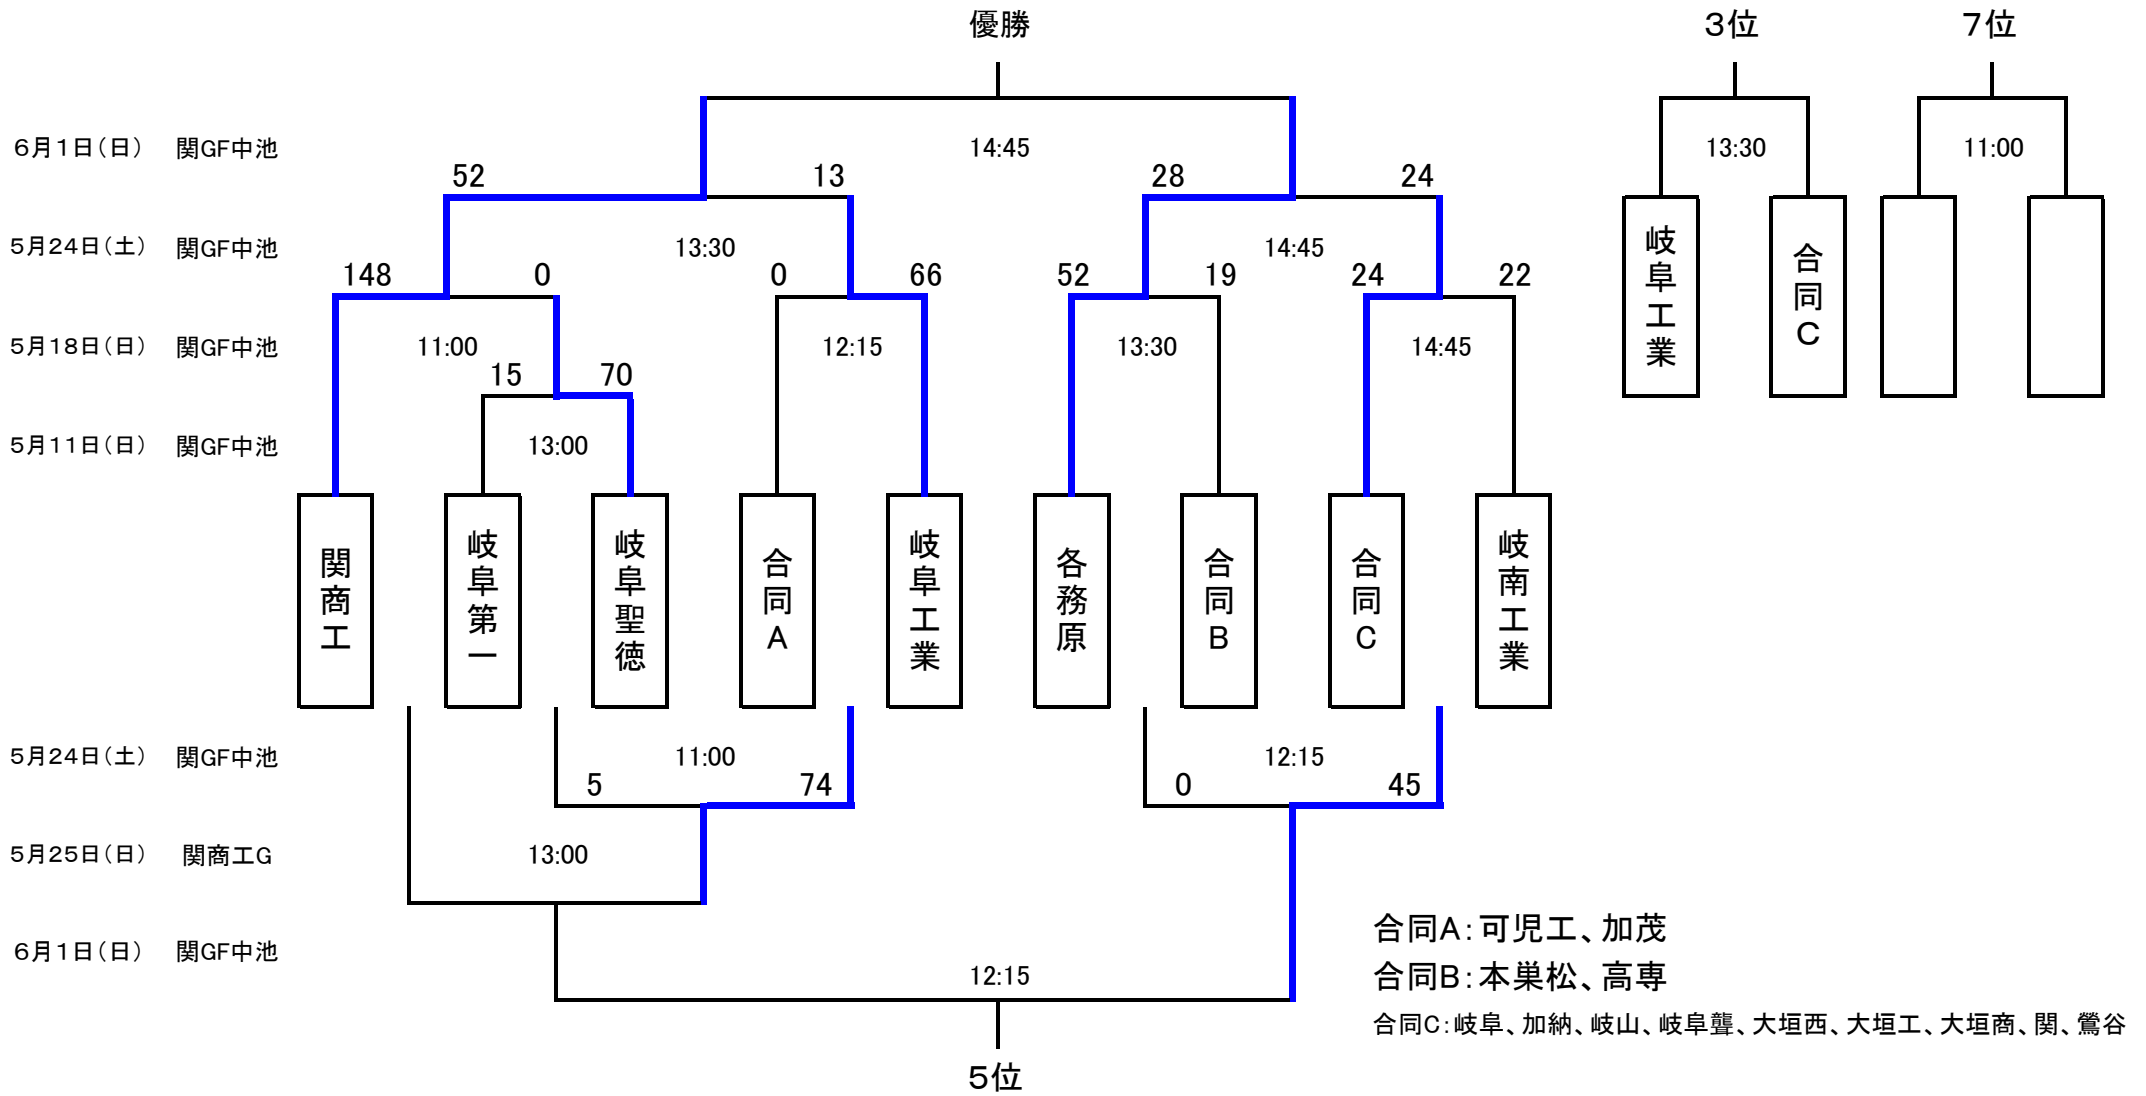 優勝
3位
7位
6月1日(日) 関GF中池
14:45
13:30
11:00
52
13
28
24
5月24日(土) 関GF中池
13:30
14:45
148
0
0
66
52
19
24
22
5月18日(日) 関GF中池
11:00
12:15
13:30
14:45
15
70
5月11日(日) 関GF中池
13:00
岐阜工業
合同C
関商工
岐阜第一
岐阜聖徳
合同A
岐阜工業
各務原
合同B
合同C
岐南工業
5月24日(土) 関GF中池
11:00
12:15
5
74
0
45
5月25日(日) 関商工G
13:00
6月1日(日) 関GF中池
12:15
5位
合同A:可児工、加茂
合同B:本巣松、高専
合同C:岐阜、加納、岐山、岐阜聾、大垣西、大垣工、大垣商、関、鶯谷